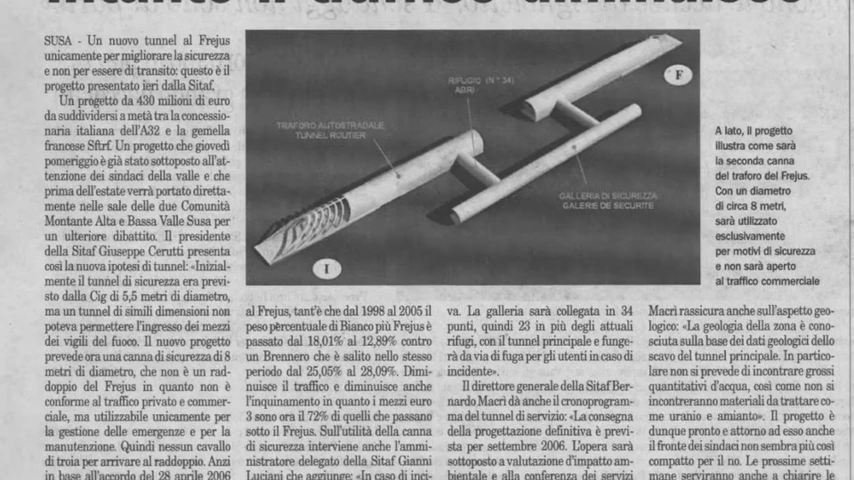 SUSA - Un nuovo tunnel al Frejus
unicamente per migliorare la sicurezza
e non per essere di transito: questo è il
progetto presentato ieri dalla Sitaf.
Un progetto da 430 milioni di euro
da suddividersi a metà tra la concessio-
naria italiana dell'A32 e la gemella
francese Sftrf. Un progetto che giovedì
pomeriggio è già stato sottoposto all'at-
tenzione dei sindaci della valle e che
prima dell'estate verrà portato diretta-
mente nelle sale delle due Comunità
Montante Alta e Bassa Valle Susa per
un ulteriore dibattito. Il presidente
della Sitaf Giuseppe Cerutti presenta
così la nuova ipotesi di tunnel: «Inizial-
mente il tunnel di sicurezza era previ-
sto dalla Cig di 5,5 metri di diametro,
ma un tunnel di simili dimensioni non
poteva permettere l'ingresso dei mezzi
dei vigili del fuoco. Il nuovo progetto
prevede ora una canna di sicurezza di 8
metri di diametro, che non è un rad-
doppio del Frejus in quanto non è
conforme al traffico privato e commer-
ciale, ma utilizzabile unicamente per
la gestione delle emergenze e per la
manutenzione. Quindi nessun cavallo
di troia per arrivare al raddoppio. Anzi
in base all'accordo del 28 aprile 2006
TRAFORO AUTOSTRADALE
TUNNEL ROUTIER
RIFUGIO (N° 34)
ABRI
GALLERIA DI SICUREZZA
GALERIE DE SECURITE
F
I
A lato, il progetto
illustra come sarà
la seconda canna
del traforo del Frejus.
Con un diametro
di circa 8 metri,
sarà utilizzato
esclusivamente
per motivi di sicurezza
e non sarà aperto
al traffico commerciale
al Frejus, tant'è che dal 1998 al 2005 il
peso percentuale di Bianco più Frejus è
passato dal 18,01% al 12,89% contro
un Brennero che è salito nello stesso
periodo dal 25,05% al 28,09%. Dimi-
nuisce il traffico e diminuisce anche
l'inquinamento in quanto i mezzi euro
3 sono ora il 72% di quelli che passano
sotto il Frejus. Sull'utilità della canna
di sicurezza interviene anche l'ammi-
nistratore delegato della Sitaf Gianni
Luciani che aggiunge: «In caso di inci-
va. La galleria sarà collegata in 34
punti, quindi 23 in più degli attuali
rifugi, con il tunnel principale e funge-
rà da via di fuga per gli utenti in caso di
incidente».
Il direttore generale della Sitaf Ber-
nardo Macrì dà anche il cronoprogram-
ma del tunnel di servizio: «La consegna
della progettazione definitiva è previ-
sta per settembre 2006. L'opera sarà
sottoposto a valutazione d'impatto am-
bientale e alla conferenza dei servizi
Macrì rassicura anche sull'aspetto geo-
logico: «La geologia della zona è cono-
sciuta sulla base dei dati geologici dello
scavo del tunnel principale. In partico-
lare non si prevede di incontrare grossi
quantitativi d'acqua, così come non si
incontreranno materiali da trattare co-
me uranio e amianto». Il progetto è
dunque pronto e attorno ad esso anche
il fronte dei sindaci non sembra più così
compatto per il no. Le prossime setti-
mane serviranno anche a chiarire le